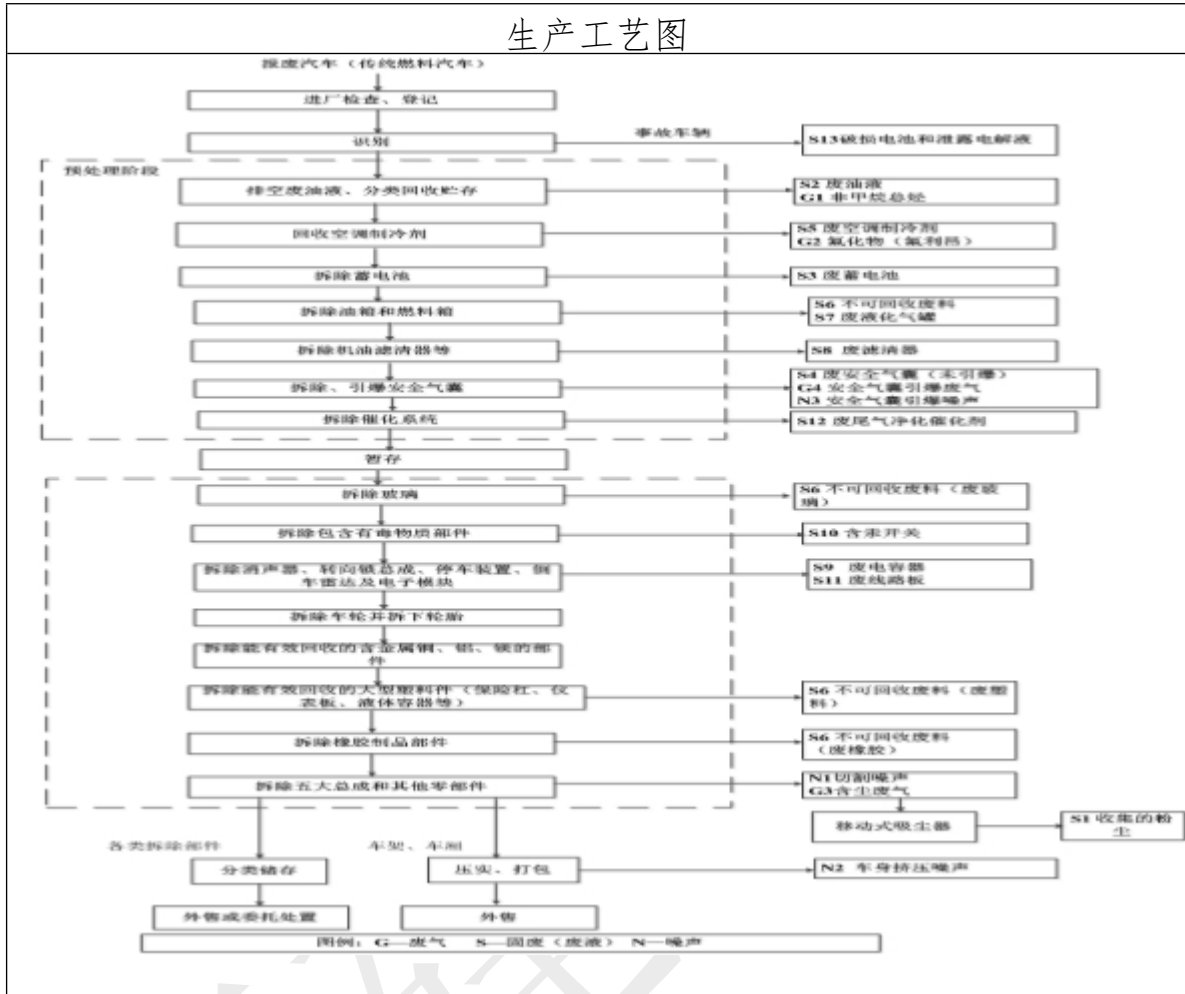 生产工艺图
报废汽车（传统燃料汽车）
进厂检查、登记
识别
事故车辆
S13破损电池和泄露电解液
预处理阶段
排空废油液、分类回收贮存
S2 废油液
G1 非甲烷总烃
回收空调制冷剂
S5 废空调制冷剂
G2 氟化物（氟利昂）
拆除蓄电池
S3 废蓄电池
拆除油箱和燃料箱
S6 不可回收废料
S7 废液化气罐
拆除机油滤清器等
S8 废滤清器
拆除、引爆安全气囊
S4 废安全气囊（未引爆）
G4 安全气囊引爆废气
N3 安全气囊引爆噪声
拆除催化系统
S12 废尾气净化催化剂
暂存
拆除玻璃
S6 不可回收废料（废玻
璃）
拆除包含有毒物质部件
S10 含汞开关
拆除消声器、转向锁总成、停车装置、倒
车雷达及电子模块
S9 废电容器
S11 废线路板
拆除车轮并拆下轮胎
拆除能有效回收的含金属铜、铝、镁的部
件
拆除能有效回收的大型塑料件（保险杠、仪
表板、液体容器等）
S6 不可回收废料（废塑
料）
拆除橡胶制品部件
S6 不可回收废料
（废橡胶）
拆除五大总成和其他零部件
N1切割噪声
G3含尘废气
移动式吸尘器
S1 收集的粉
尘
各类拆除部件
车架、车厢
分类储存
压实、打包
N2 车身挤压噪声
外售或委托处置
外售
图例：G—废气 S—固废（废液） N—噪声